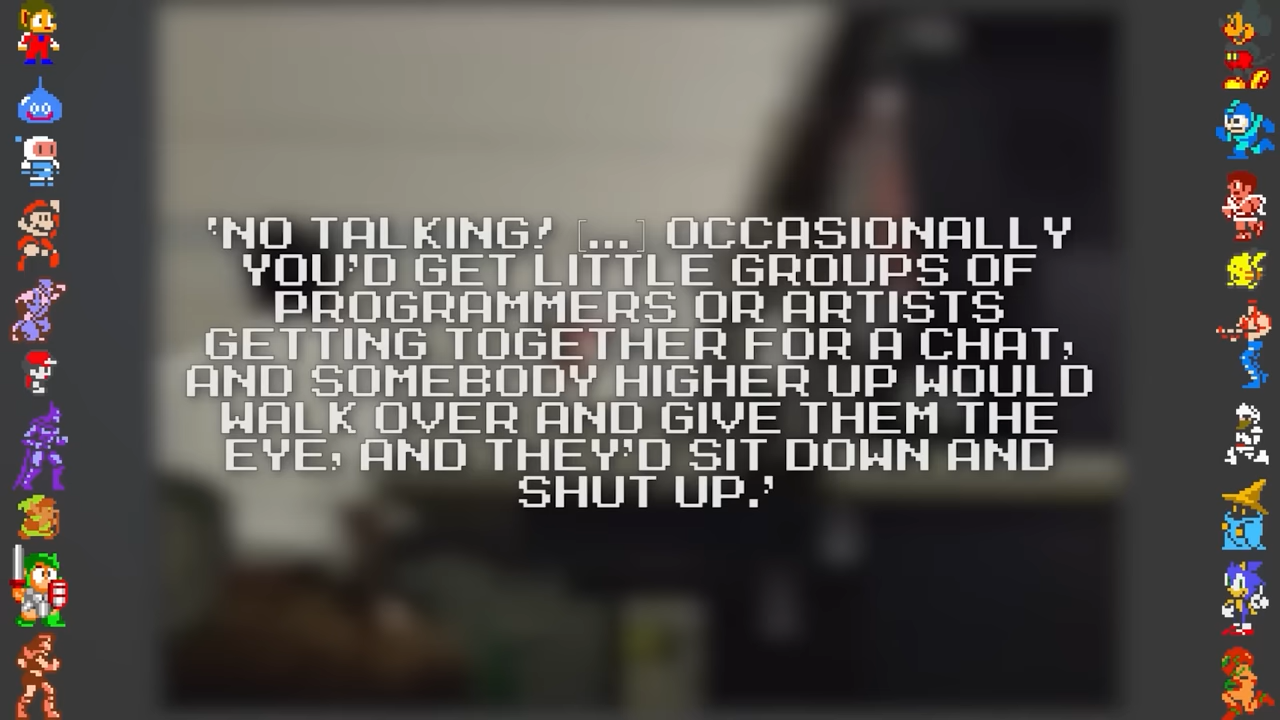 'NO TALKING! [...] OCCASIONALLY
YOU'D GET LITTLE GROUPS OF
PROGRAMMERS OR ARTISTS
GETTING TOGETHER FOR A CHAT,
AND SOMEBODY HIGHER UP WOULD
WALK OVER AND GIVE THEM THE
EYE, AND THEY'D SIT DOWN AND
SHUT UP.'